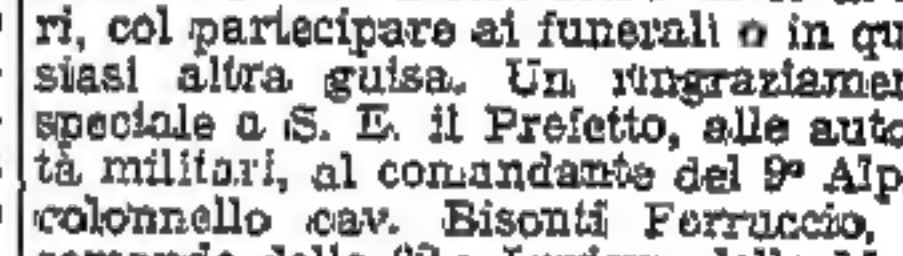 ri, col partecipare ai funerali o in qu
siasi altra guisa. Un ringraziamen
speciale a S. E. il Prefetto, alle auto
tà militari, al comandante del 9º Alp
colonnello cav. Bisonti Ferruccio,